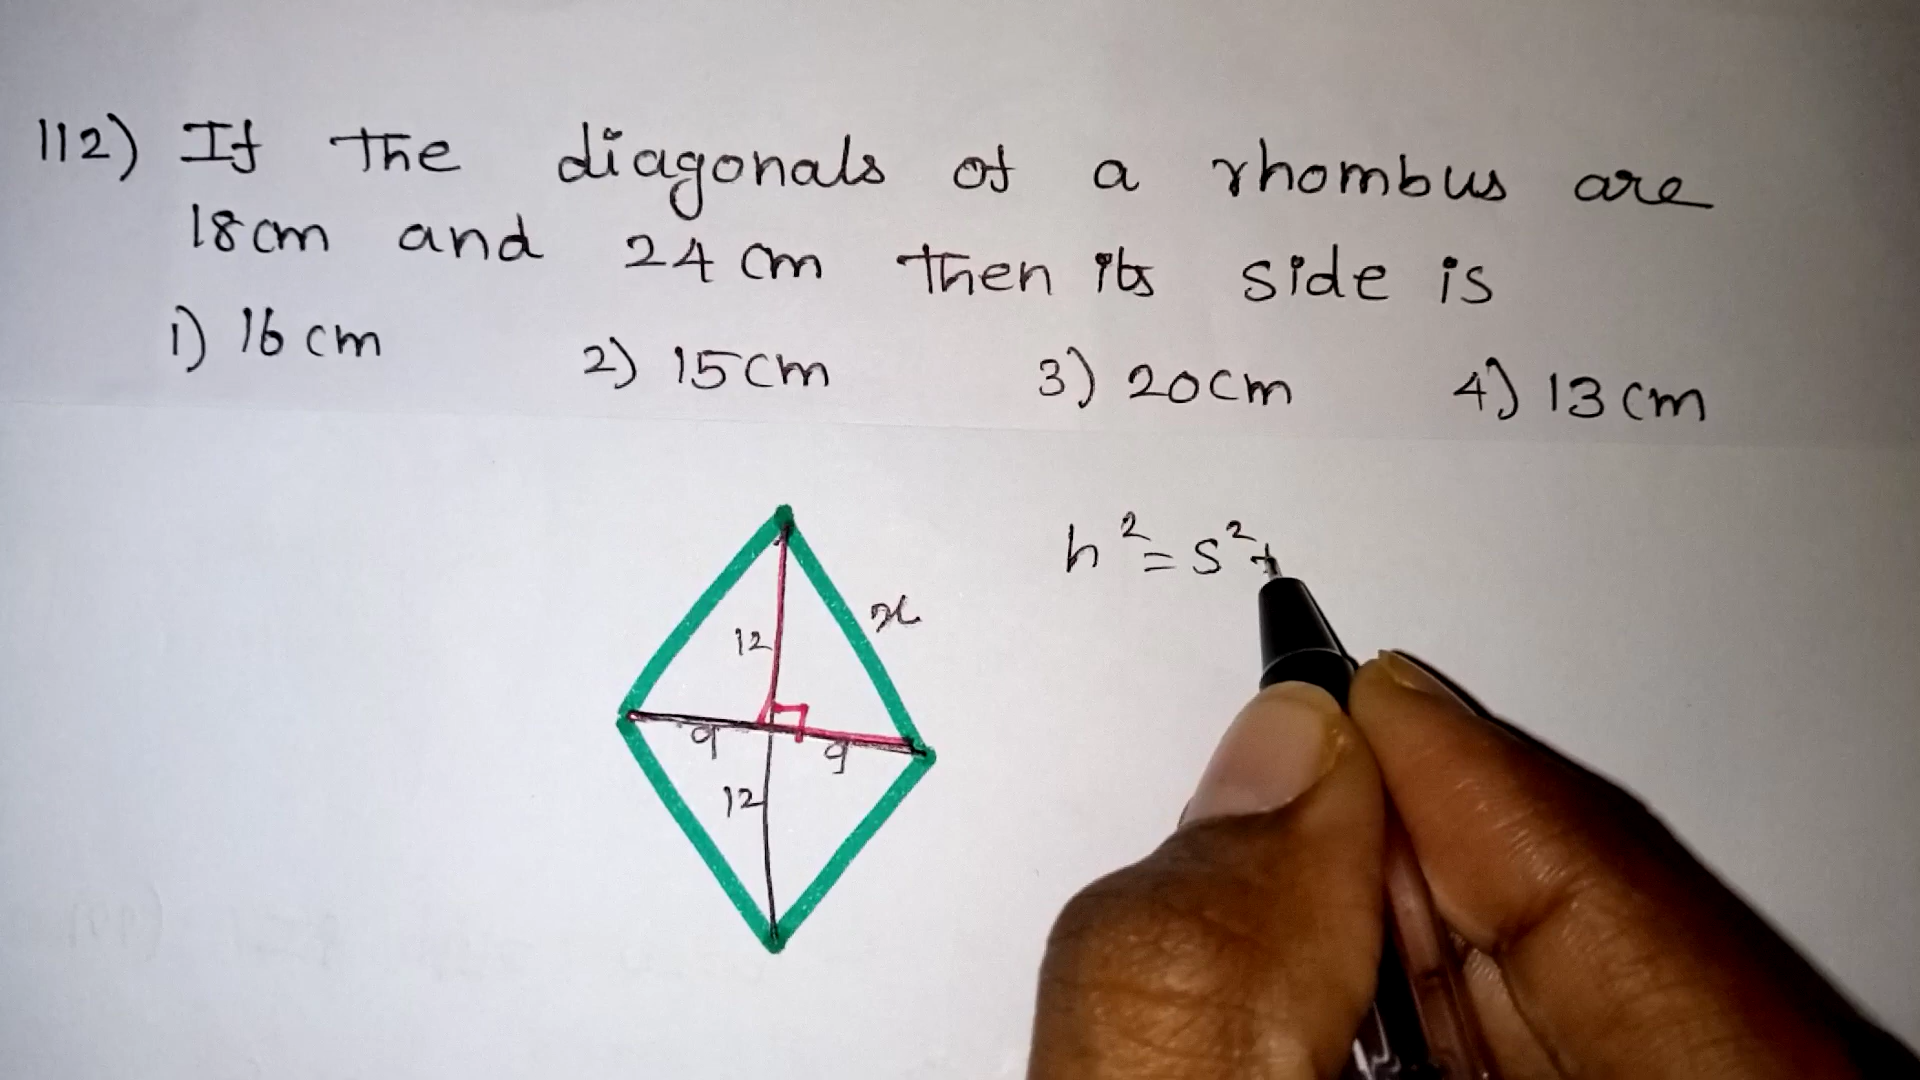 112) If the diagonals of a rhombus are
18cm and 24 cm then its side is
1) 16 cm 2) 15cm 3) 20cm 4) 13 cm
h²=s²+
x
12
9 9
12